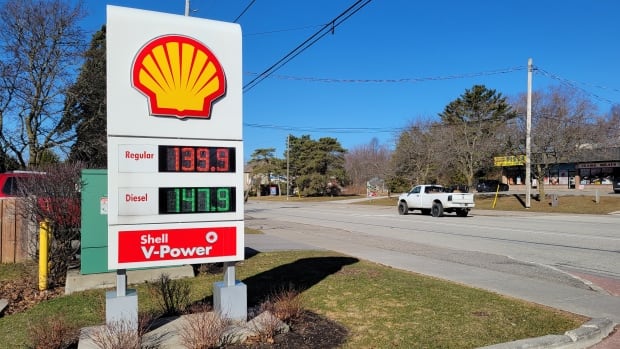 Regular 139.9
Diesel 147.9
Shell
V-Power